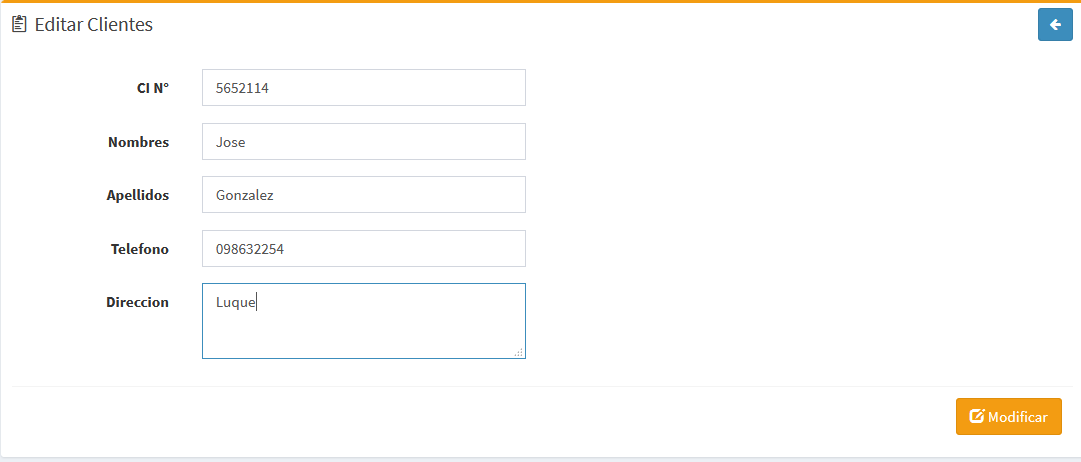 Editar Clientes
CI N° 5652114
Nombres Jose
Apellidos Gonzalez
Telefono 098632254
Direccion Luque
Modificar